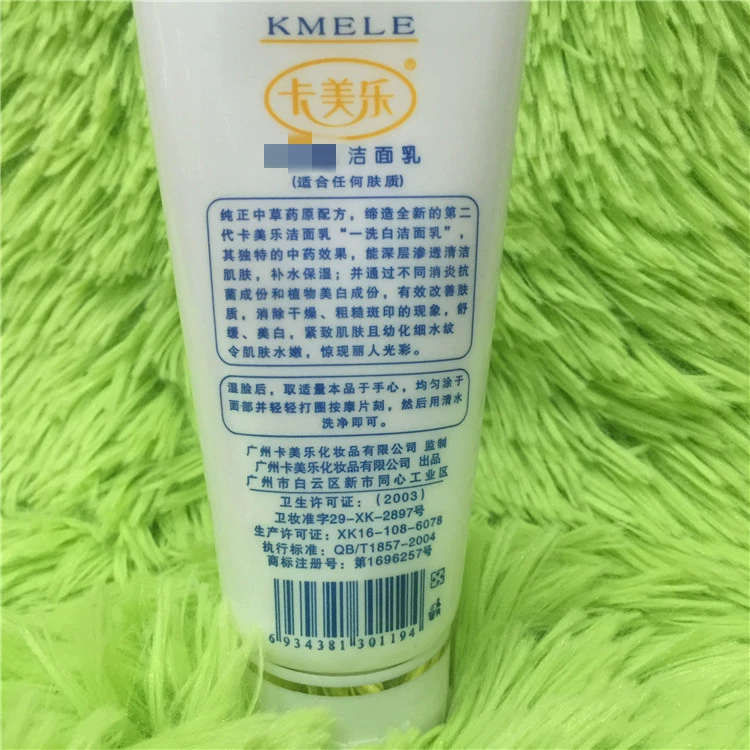 KMELE
卡美乐®
洁面乳
(适合任何肤质)
纯正中草药原配方，缔造全新的第二
代卡美乐洁面乳“一洗白洁面乳”，
其独特的中药效果，能深层渗透清洁
肌肤，补水保湿；并通过不同消炎抗
菌成份和植物美白成份，有效改善肤
质，消除干燥、粗糙斑印的现象，舒
缓、美白，紧致肌肤且幼化细水纹
令肌肤水嫩，惊现丽人光彩。
湿脸后，取适量本品于手心，均匀涂于
面部并轻轻打圈按摩片刻，然后用清水
洗净即可。
广州卡美乐化妆品有限公司 监制
广州卡美乐化妆品有限公司 出品
广州市白云区新市同心工业区
卫生许可证：(2003)
卫妆准字29-XK-2897号
生产许可证：XK16-108-6078
执行标准：QB/T1857-2004
商标注册号：第1696257号
6 934381 301194